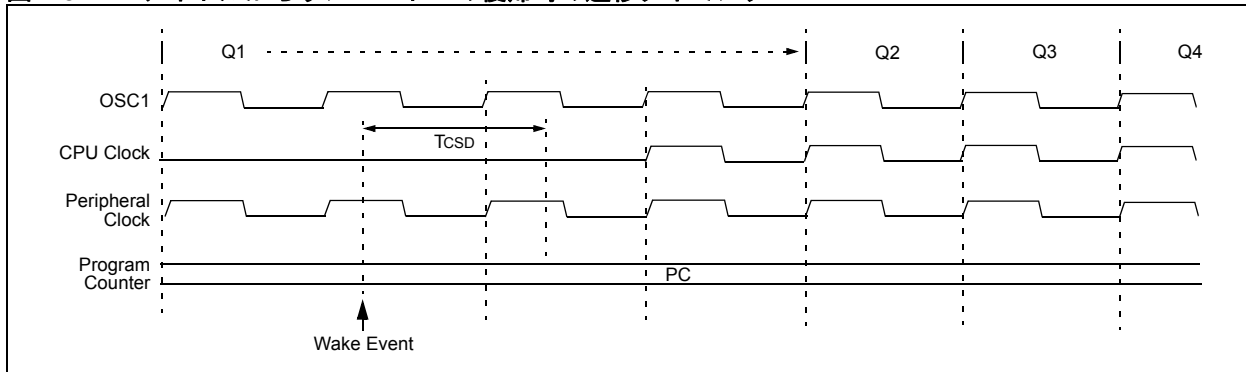 Q1
Q2
Q3
Q4
OSC1
TCSD
CPU Clock
Peripheral
Clock
Program
Counter
PC
Wake Event